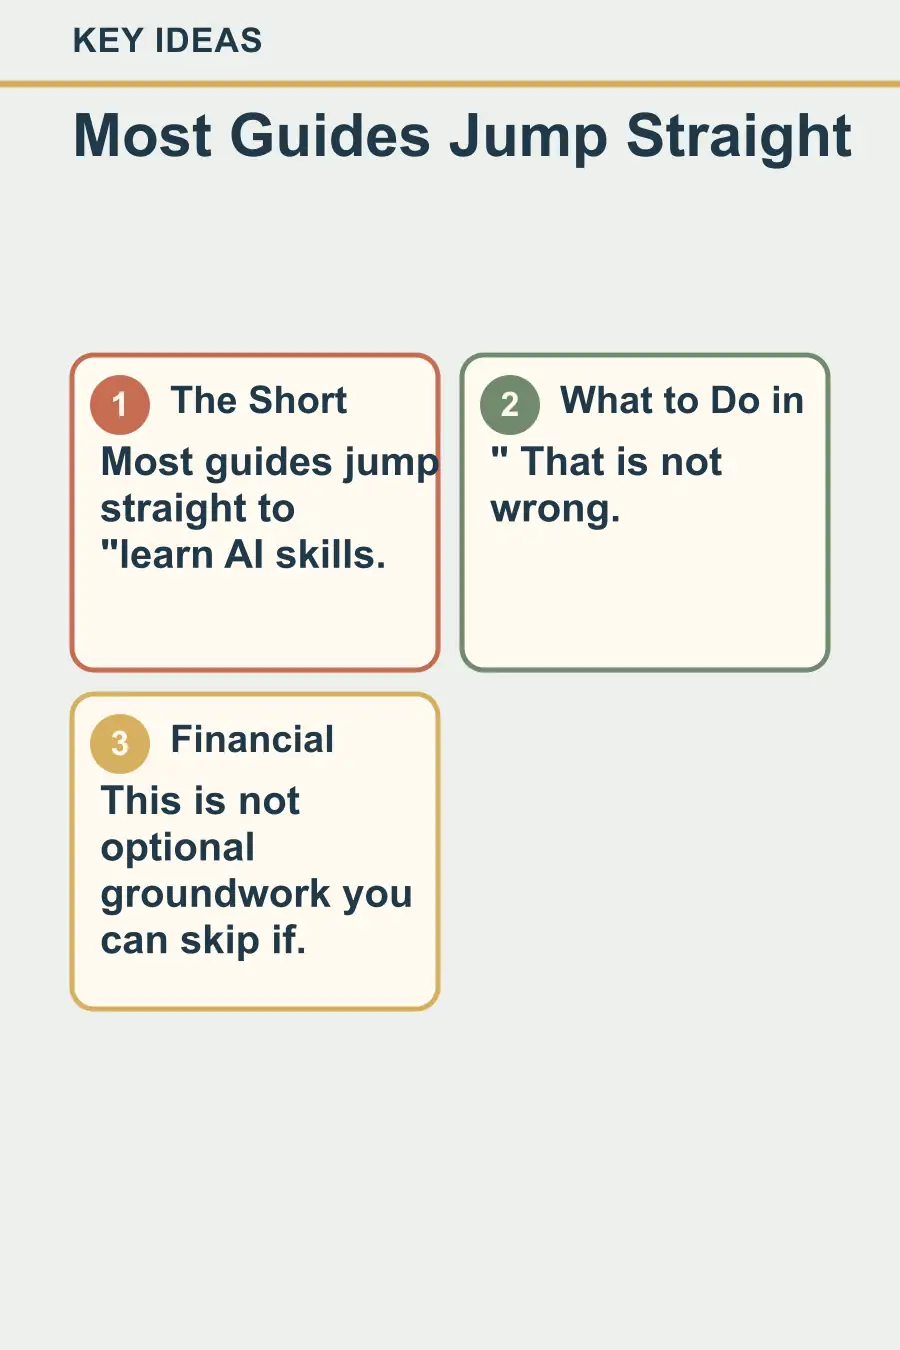 KEY IDEAS
Most Guides Jump Straight
1
The Short
Most guides jump
straight to
"learn AI skills.
2
What to Do in
" That is not
wrong.
3
Financial
This is not
optional
groundwork you
can skip if.